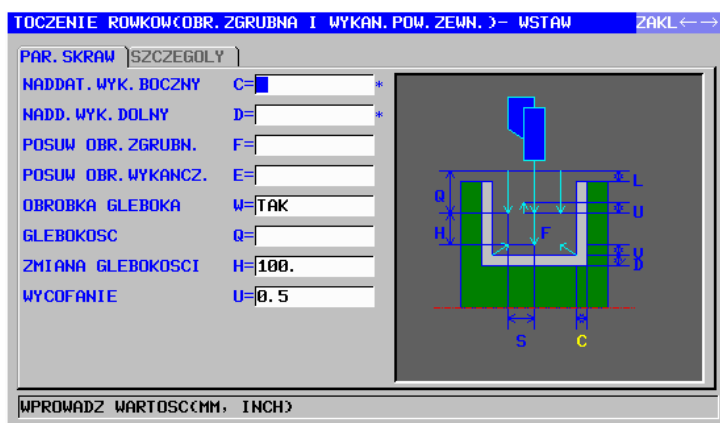 TOCZENIE ROWKOW(OBR.ZGRUBNA I WYKAN.POW.ZEWN.)- WSTAW ZAKL←→
PAR.SKRAW SZCZEGOLY
NADDAT.WYK.BOCZNY C= *
NADD.WYK.DOLNY D= *
POSUW OBR.ZGRUBN. F=
POSUW OBR.WYKANCZ. E=
OBROBKA GLEBOKA W=TAK
GLEBOKOSC Q=
ZMIANA GLEBOKOSCI H=100.
WYCOFANIE U=0.5
L
Q
U
H
F
U
D
S
C
WPROWADZ WARTOSC(MM, INCH)